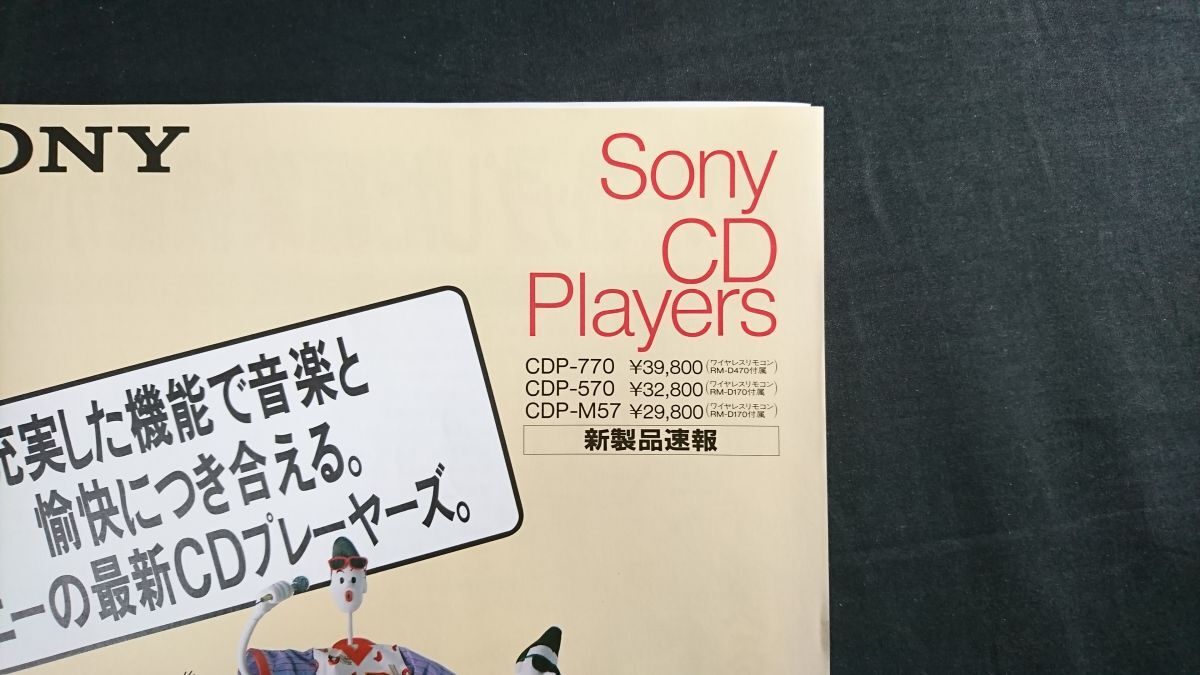 ONY
Sony
CD
Players
CDP-770 ¥39,800 (ワイヤレスリモコン RM-D470付属)
CDP-570 ¥32,800 (ワイヤレスリモコン RM-D170付属)
CDP-M57 ¥29,800 (ワイヤレスリモコン RM-D170付属)
新製品速報
充実した機能で音楽と
愉快につき合える。
ニーの最新CDプレーヤーズ。